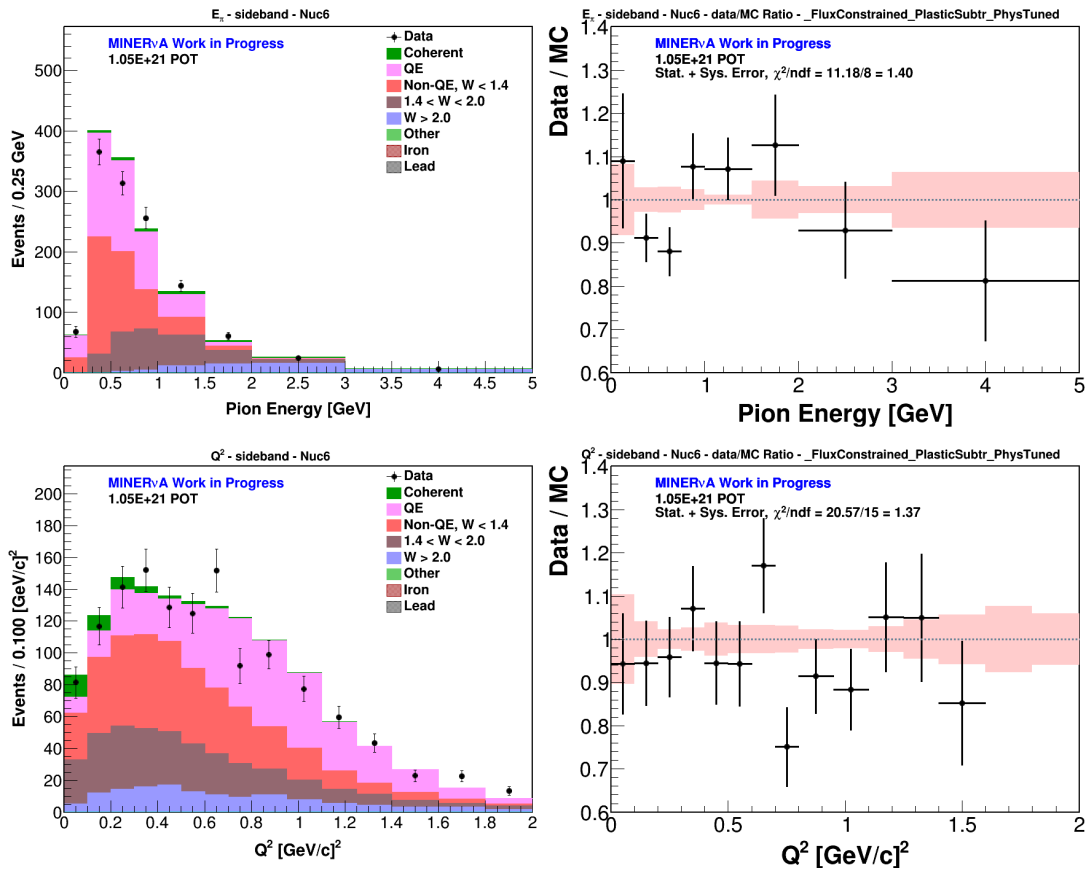 E_π - sideband - Nuc6
MINERνA Work in Progress
1.05E+21 POT
Data
Coherent
QE
Non-QE, W < 1.4
1.4 < W < 2.0
W > 2.0
Other
Iron
Lead
Events / 0.25 GeV
500
400
300
200
100
0
0 0.5 1 1.5 2 2.5 3 3.5 4 4.5 5
Pion Energy [GeV]
E_π - sideband - Nuc6 - data/MC Ratio - _FluxConstrained_PlasticSubtr_PhysTuned
MINERνA Work in Progress
1.05E+21 POT
Stat. + Sys. Error, χ²/ndf = 11.18/8 = 1.40
Data / MC
1.4
1.3
1.2
1.1
1
1
0.9
0.8
0.7
0.6
0 1 2 3 4 5
Pion Energy [GeV]
Q² - sideband - Nuc6
MINERνA Work in Progress
1.05E+21 POT
Data
Coherent
QE
Non-QE, W < 1.4
1.4 < W < 2.0
W > 2.0
Other
Iron
Lead
Events / 0.100 [GeV/c]²
200
180
160
140
120
100
80
60
40
20
0
0 0.2 0.4 0.6 0.8 1 1.2 1.4 1.6 1.8 2
Q² [GeV/c]²
Q² - sideband - Nuc6 - data/MC Ratio - _FluxConstrained_PlasticSubtr_PhysTuned
MINERνA Work in Progress
1.05E+21 POT
Stat. + Sys. Error, χ²/ndf = 20.57/15 = 1.37
Data / MC
1.4
1.3
1.2
1.1
1
1
0.9
0.8
0.7
0.6
0 0.5 1 1.5 2
Q² [GeV/c]²